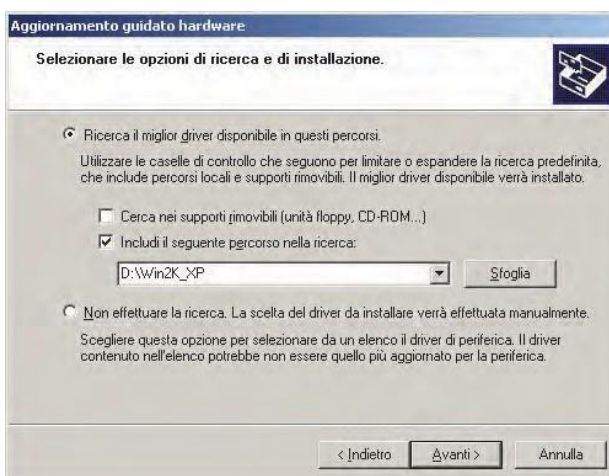 Aggiornamento guidato hardware
Selezionare le opzioni di ricerca e di installazione.
Ricerca il miglior driver disponibile in questi percorsi.
Utilizzare le caselle di controllo che seguono per limitare o espandere la ricerca predefinita,
che include percorsi locali e supporti rimovibili. Il miglior driver disponibile verrà installato.
Cerca nei supporti rimovibili (unità floppy, CD-ROM...)
Includi il seguente percorso nella ricerca:
D:\Win2K_XP
Sfoglia
Non effettuare la ricerca. La scelta del driver da installare verrà effettuata manualmente.
Scegliere questa opzione per selezionare da un elenco il driver di periferica. Il driver
contenuto nell'elenco potrebbe non essere quello più aggiornato per la periferica.
< Indietro
Avanti >
Annulla